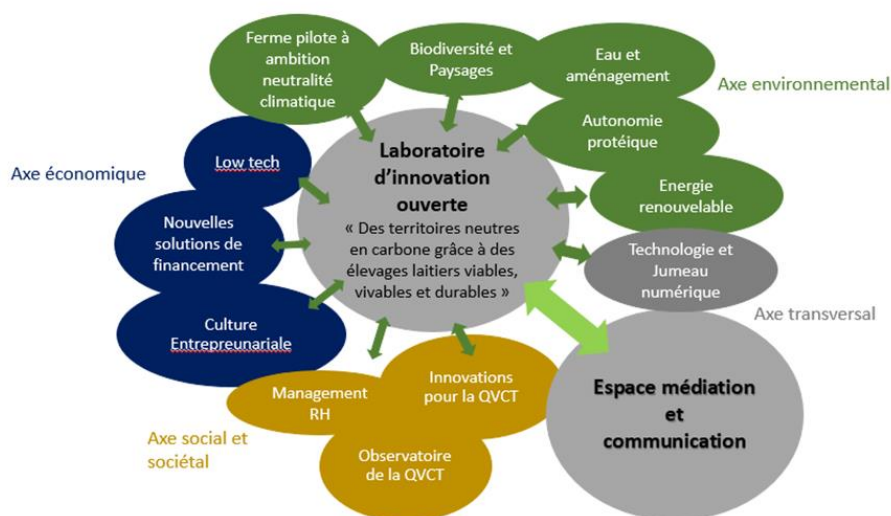 Ferme pilote à
ambition
neutralité
climatique
Biodiversité et
Paysages
Eau et
aménagement
Axe environnemental
Autonomie
protéique
Energie
renouvelable
Technologie et
Jumeau
numérique
Axe transversal
Axe économique
Low tech
Nouvelles
solutions de
financement
Culture
Entrepreunariale
Laboratoire
d'innovation
ouverte
« Des territoires neutres
en carbone grâce à des
élevages laitiers viables,
vivables et durables »
Axe social et
sociétal
Management
RH
Innovations
pour la QVCT
Observatoire
de la QVCT
Espace médiation
et
communication